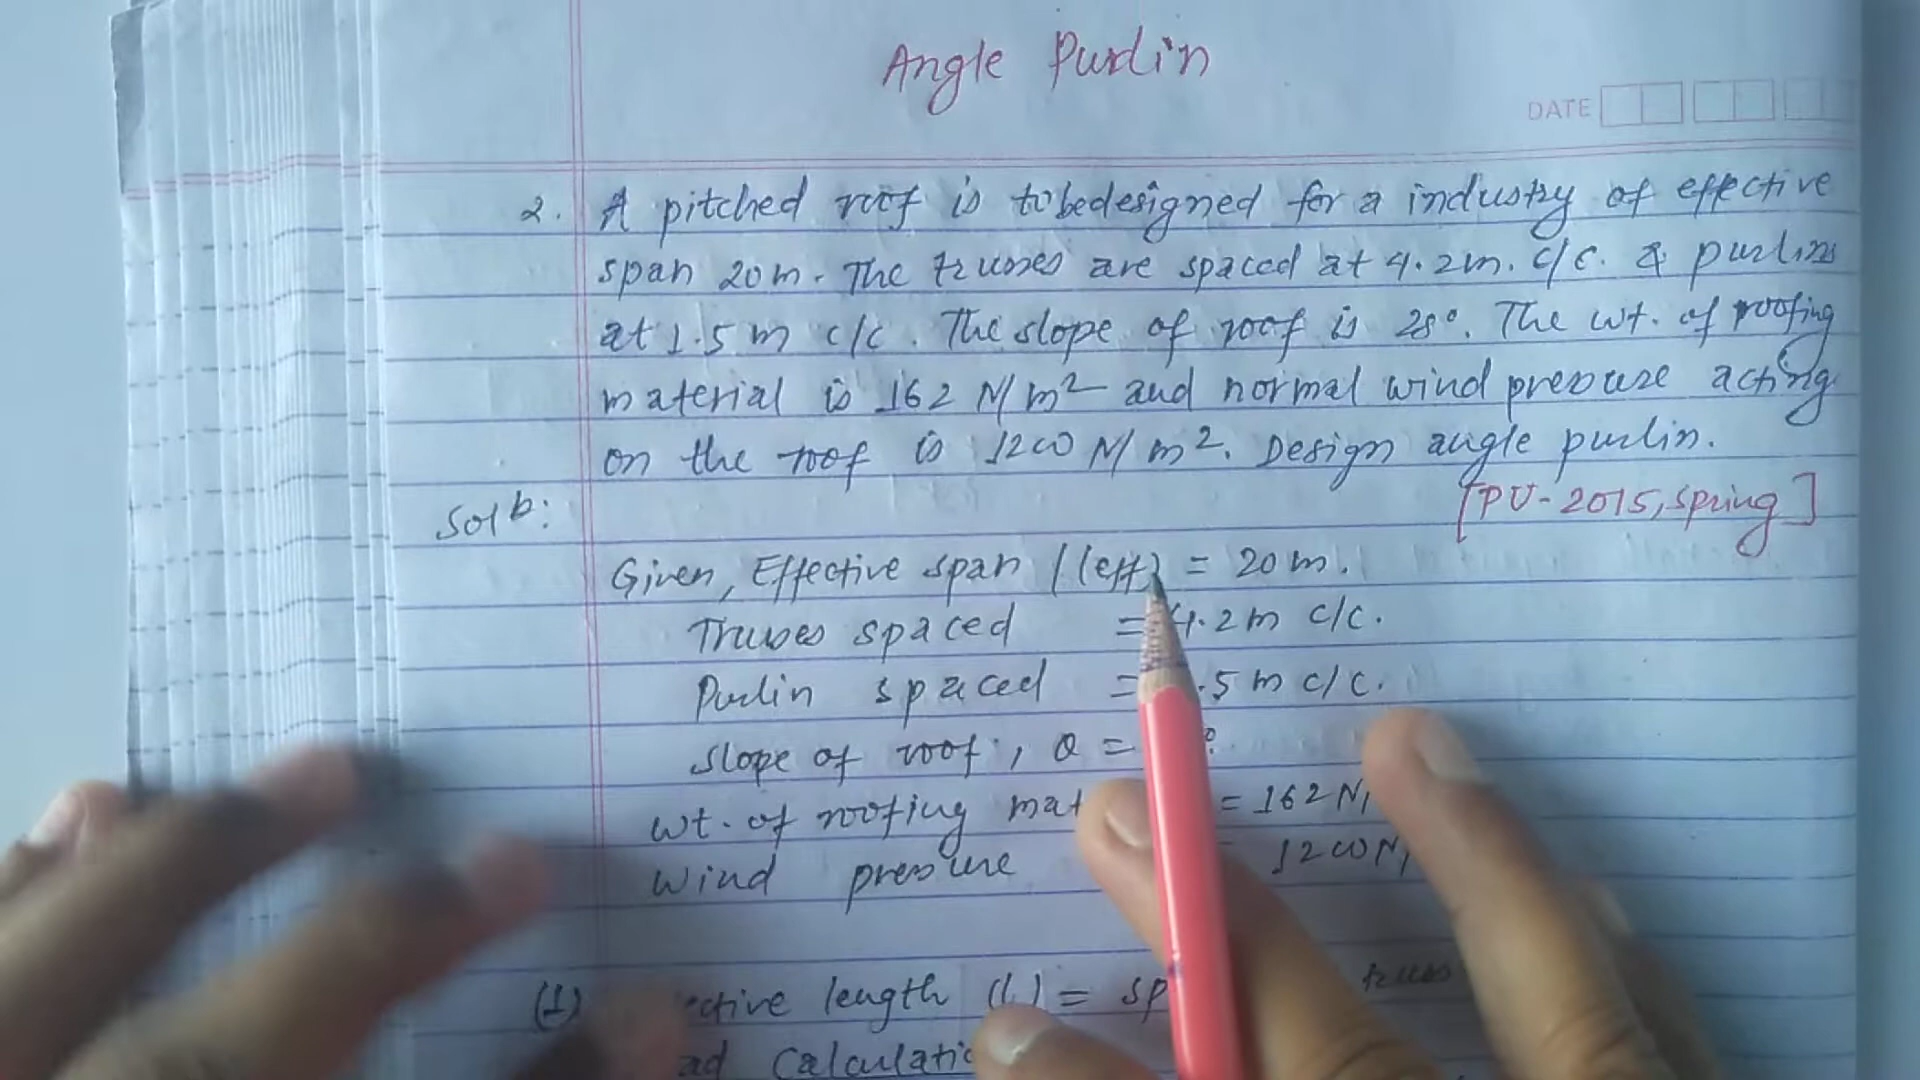 Angle Purlin
DATE
2. A pitched roof is to be designed for a industry of effective
span 20m. The trusses are spaced at 4.2m. c/c. & purlins
at 1.5 m c/c. The slope of roof is 28°. The wt. of roofing
material is 162 N/m² and normal wind pressure acting
on the roof is 1200 N/m². Design angle purlin.
[PU-2015, spring]
Solⁿ:
Given, Effective span (leff) = 20m.
Trusses spaced = 4.2m c/c.
Purlin spaced = .5 m c/c.
Slope of roof, θ =
wt. of roofing mat = 162 N/
Wind pressure 1200 N/
(1) ective length (L) = sp truss
ad Calculatio